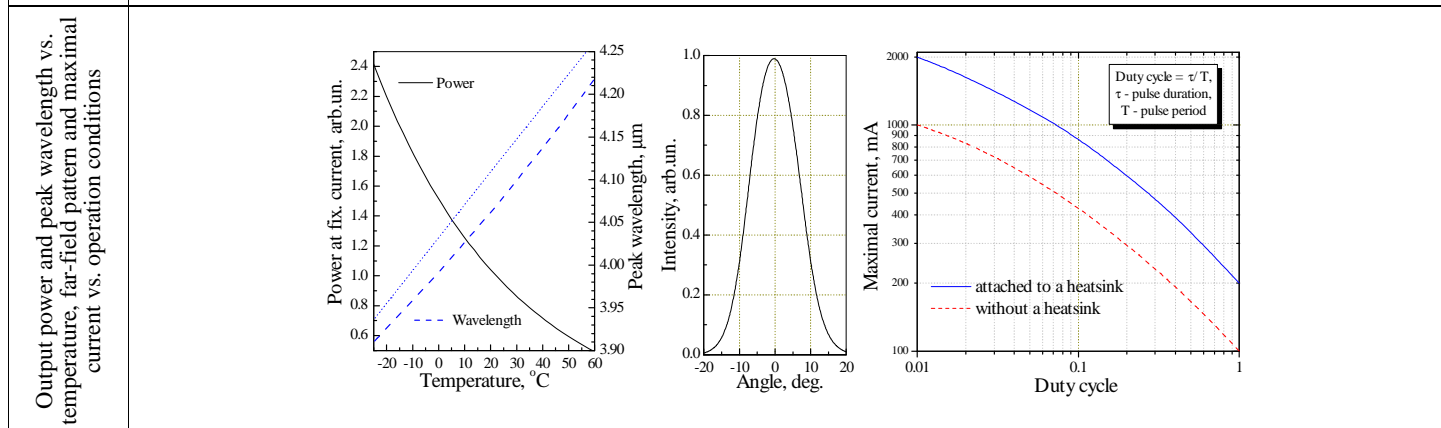 Output power and peak wavelength vs.
temperature, far-field pattern and maximal
current vs. operation conditions
Power at fix. current, arb.un.
2.4
2.2
2.0
1.8
1.6
1.4
1.2
1.0
0.8
0.6
Power
Wavelength
-20 -10 0 10 20 30 40 50 60
Temperature, °C
4.25
4.20
4.15
4.10
4.05
4.00
3.95
3.90
Peak wavelength, μm
Intensity, arb.un.
1.0
0.8
0.6
0.4
0.2
0.0
-20 -10 0 10 20
Angle, deg.
Maximal current, mA
2000
1000
900
800
700
600
500
400
300
200
100
Duty cycle = τ/ T,
τ - pulse duration,
T - pulse period
attached to a heatsink
without a heatsink
0.01 0.1 1
Duty cycle